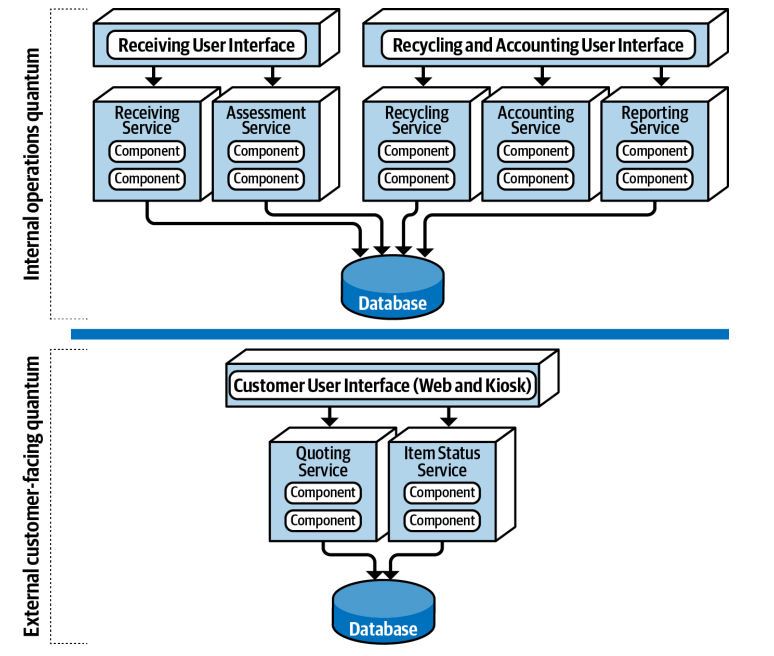 Internal operations quantum
Receiving User Interface
Recycling and Accounting User Interface
Receiving
Service
Component
Component
Assessment
Service
Component
Component
Recycling
Service
Component
Component
Accounting
Service
Component
Component
Reporting
Service
Component
Component
Database
External customer-facing quantum
Customer User Interface (Web and Kiosk)
Quoting
Service
Component
Component
Item Status
Service
Component
Component
Database